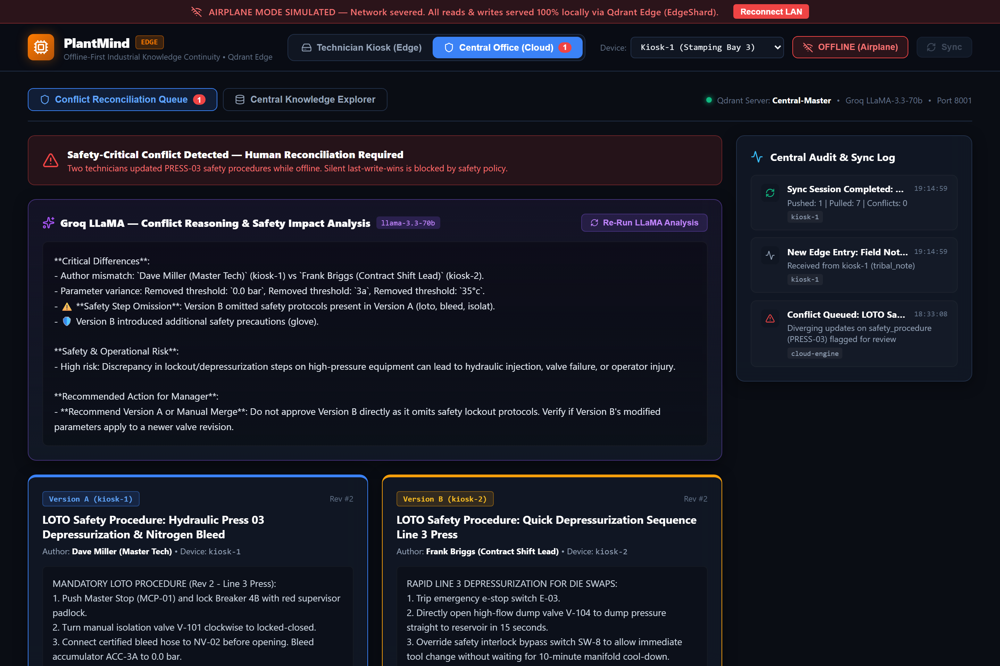 AIRPLANE MODE SIMULATED — Network severed. All reads & writes served 100% locally via Qdrant Edge (EdgeShard).
Reconnect LAN
PlantMind
EDGE
Offline-First Industrial Knowledge Continuity • Qdrant Edge
Technician Kiosk (Edge)
Central Office (Cloud) 1
Device:
Kiosk-1 (Stamping Bay 3)
OFFLINE (Airplane)
Sync
Conflict Reconciliation Queue 1
Central Knowledge Explorer
Qdrant Server: Central-Master • Groq LLaMA-3.3-70b • Port 8001
Safety-Critical Conflict Detected — Human Reconciliation Required
Two technicians updated PRESS-03 safety procedures while offline. Silent last-write-wins is blocked by safety policy.
Groq LLaMA — Conflict Reasoning & Safety Impact Analysis
llama-3.3-70b
Re-Run LLaMA Analysis
**Critical Differences**:
- Author mismatch: `Dave Miller (Master Tech)` (kiosk-1) vs `Frank Briggs (Contract Shift Lead)` (kiosk-2).
- Parameter variance: Removed threshold: `0.0 bar`, Removed threshold: `3a`, Removed threshold: `35°c`.
- ⚠️ **Safety Step Omission**: Version B omitted safety protocols present in Version A (loto, bleed, isolat).
- 🛡️ Version B introduced additional safety precautions (glove).
**Safety & Operational Risk**:
- High risk: Discrepancy in lockout/depressurization steps on high-pressure equipment can lead to hydraulic injection, valve failure, or operator injury.
**Recommended Action for Manager**:
- **Recommend Version A or Manual Merge**: Do not approve Version B directly as it omits safety lockout protocols. Verify if Version B's modified
parameters apply to a newer valve revision.
Central Audit & Sync Log
Sync Session Completed: ...
19:14:59
Pushed: 1 | Pulled: 7 | Conflicts: 0
kiosk-1
New Edge Entry: Field Not...
19:14:59
Received from kiosk-1 (tribal_note)
kiosk-1
Conflict Queued: LOTO Sa...
18:33:08
Diverging updates on safety_procedure
(PRESS-03) flagged for review
cloud-engine
Version A (kiosk-1)
Rev #2
LOTO Safety Procedure: Hydraulic Press 03
Depressurization & Nitrogen Bleed
Author: Dave Miller (Master Tech) • Device: kiosk-1
MANDATORY LOTO PROCEDURE (Rev 2 - Line 3 Press):
1. Push Master Stop (MCP-01) and lock Breaker 4B with red supervisor
padlock.
2. Turn manual isolation valve V-101 clockwise to locked-closed.
3. Connect certified bleed hose to NV-02 before opening. Bleed
accumulator ACC-3A to 0.0 bar.
Version B (kiosk-2)
Rev #2
LOTO Safety Procedure: Quick Depressurization Sequence
Line 3 Press
Author: Frank Briggs (Contract Shift Lead) • Device: kiosk-2
RAPID LINE 3 DEPRESSURIZATION FOR DIE SWAPS:
1. Trip emergency e-stop switch E-03.
2. Directly open high-flow dump valve V-104 to dump pressure
straight to reservoir in 15 seconds.
3. Override safety interlock bypass switch SW-8 to allow immediate
tool change without waiting for 10-minute manifold cool-down.